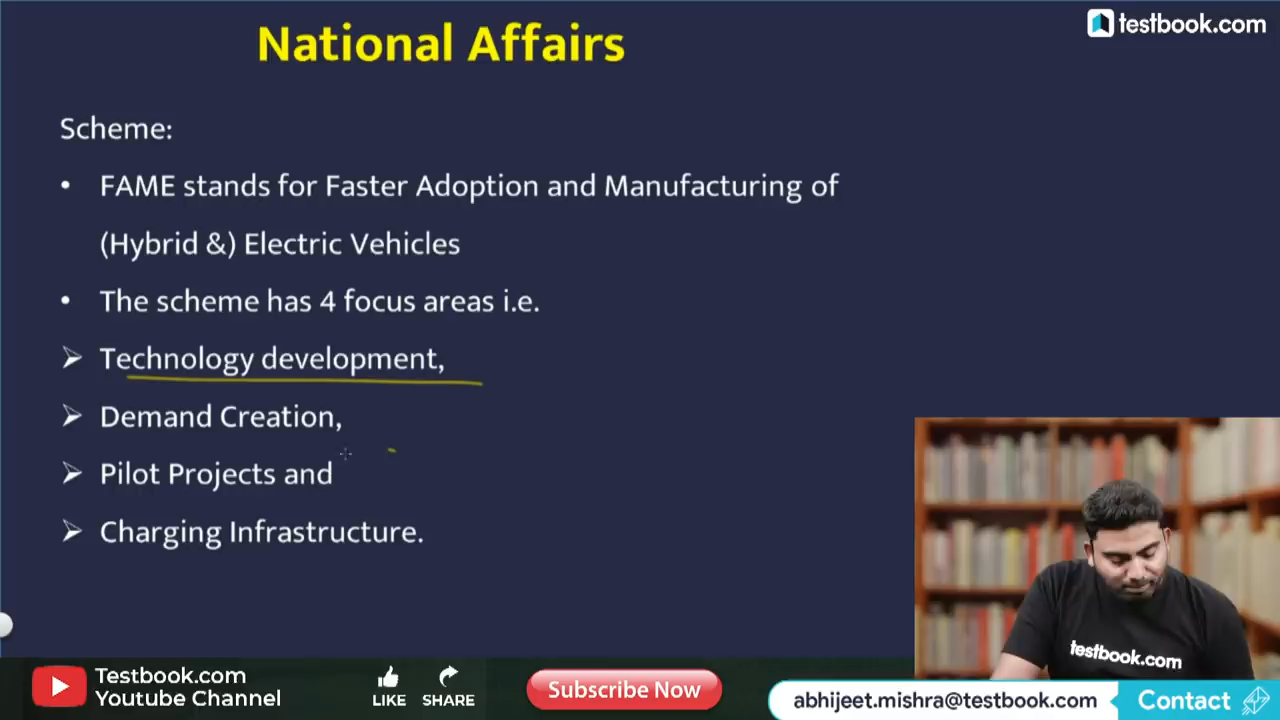 National Affairs
testbook.com
Scheme:
• FAME stands for Faster Adoption and Manufacturing of
(Hybrid &) Electric Vehicles
• The scheme has 4 focus areas i.e.
➢ Technology development,
➢ Demand Creation,
➢ Pilot Projects and
➢ Charging Infrastructure.
testbook.com
Testbook.com
Youtube Channel
LIKE
SHARE
Subscribe Now
abhijeet.mishra@testbook.com
Contact